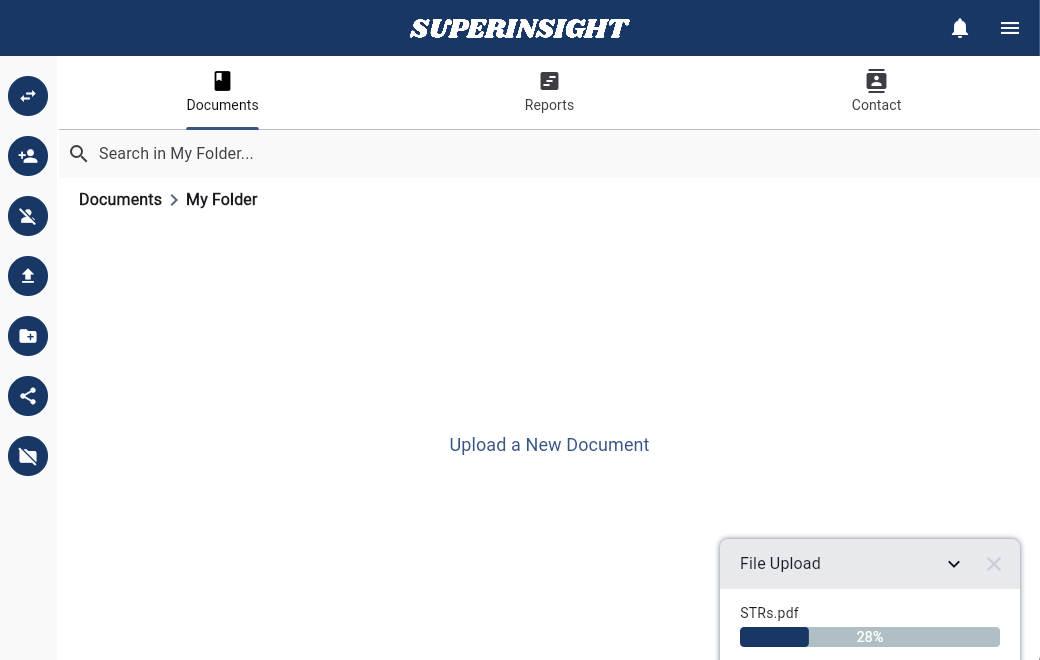 SUPERINSIGHT
Documents
Reports
Contact
Search in My Folder...
Documents
My Folder
Upload a New Document
File Upload
STRs.pdf
28%